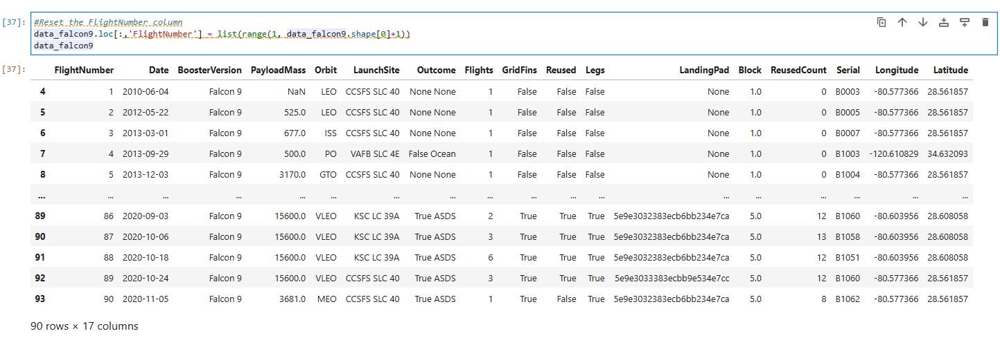 [37]: #Reset the FlightNumber column
data_falcon9.loc[:,'FlightNumber'] = list(range(1, data_falcon9.shape[0]+1))
data_falcon9
[37]: FlightNumber Date BoosterVersion PayloadMass Orbit LaunchSite Outcome Flights GridFins Reused Legs LandingPad Block ReusedCount Serial Longitude Latitude
4 1 2010-06-04 Falcon 9 NaN LEO CCSFS SLC 40 None None 1 False False False None 1.0 0 B0003 -80.577366 28.561857
5 2 2012-05-22 Falcon 9 525.0 LEO CCSFS SLC 40 None None 1 False False False None 1.0 0 B0005 -80.577366 28.561857
6 3 2013-03-01 Falcon 9 677.0 ISS CCSFS SLC 40 None None 1 False False False None 1.0 0 B0007 -80.577366 28.561857
7 4 2013-09-29 Falcon 9 500.0 PO VAFB SLC 4E False Ocean 1 False False False None 1.0 0 B1003 -120.610829 34.632093
8 5 2013-12-03 Falcon 9 3170.0 GTO CCSFS SLC 40 None None 1 False False False None 1.0 0 B1004 -80.577366 28.561857
... ... ... ... ... ... ... ... ... ... ... ... ... ... ... ... ... ...
89 86 2020-09-03 Falcon 9 15600.0 VLEO KSC LC 39A True ASDS 2 True True True 5e9e3032383ecb6bb234e7ca 5.0 12 B1060 -80.603956 28.608058
90 87 2020-10-06 Falcon 9 15600.0 VLEO KSC LC 39A True ASDS 3 True True True 5e9e3032383ecb6bb234e7ca 5.0 13 B1058 -80.603956 28.608058
91 88 2020-10-18 Falcon 9 15600.0 VLEO KSC LC 39A True ASDS 6 True True True 5e9e3032383ecb6bb234e7ca 5.0 12 B1051 -80.603956 28.608058
92 89 2020-10-24 Falcon 9 15600.0 VLEO CCSFS SLC 40 True ASDS 3 True True True 5e9e3033383ecbb9e534e7cc 5.0 12 B1060 -80.577366 28.561857
93 90 2020-11-05 Falcon 9 3681.0 MEO CCSFS SLC 40 True ASDS 1 True False True 5e9e3032383ecb6bb234e7ca 5.0 8 B1062 -80.577366 28.561857
90 rows × 17 columns